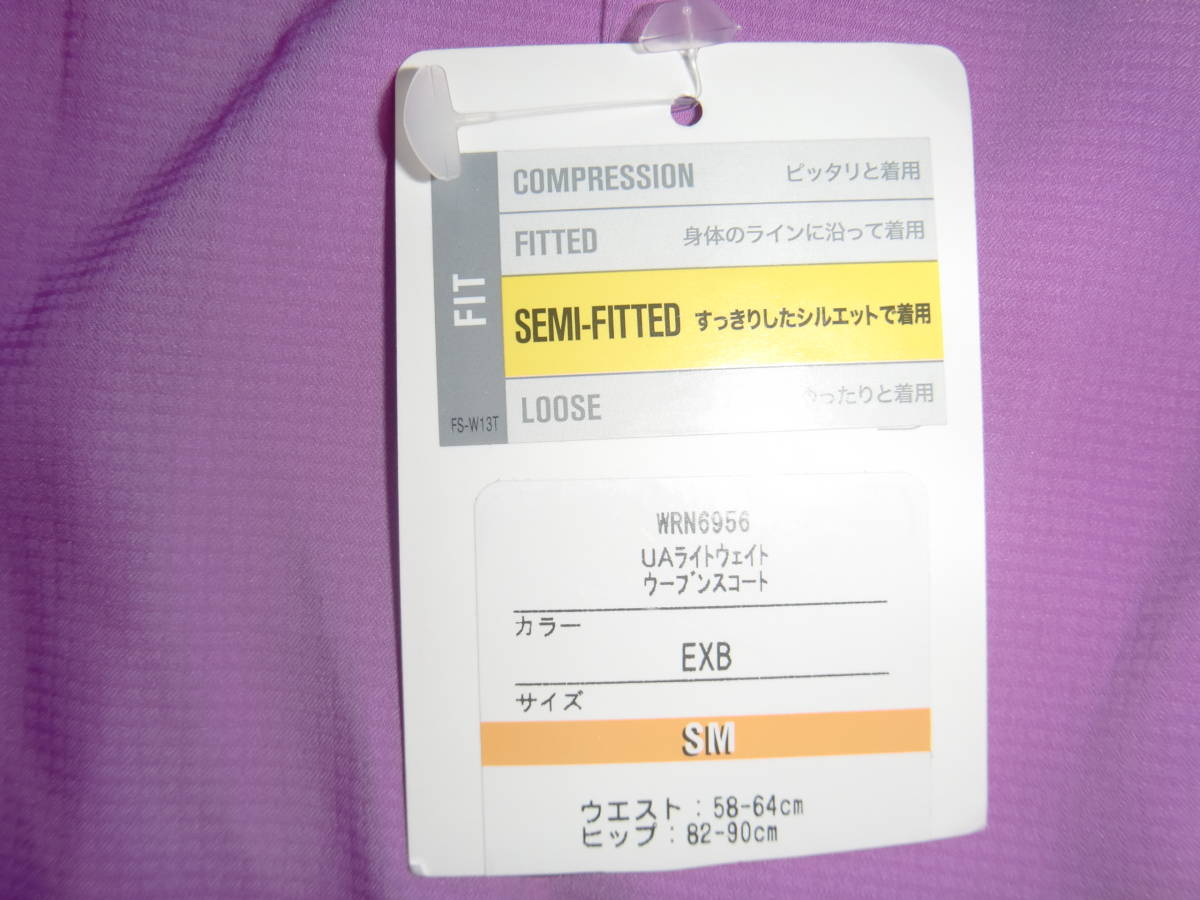 COMPRESSION ピッタリと着用
FITTED 身体のラインに沿って着用
FIT
SEMI-FITTED すっきりしたシルエットで着用
LOOSE ったりと着用
FS-W13T
WRN6956
UAライトウェイト
ウーブンスコート
カラー
EXB
サイズ
SM
ウエスト：58-64cm
ヒップ：82-90cm